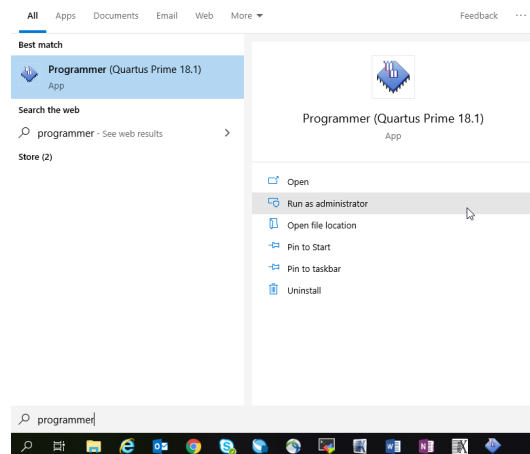 All Apps Documents Email Web More Feedback ...
Best match
Programmer (Quartus Prime 18.1)
App
Search the web
programmer - See web results
Store (2)
Programmer (Quartus Prime 18.1)
App
Open
Run as administrator
Open file location
Pin to Start
Pin to taskbar
Uninstall
programmer